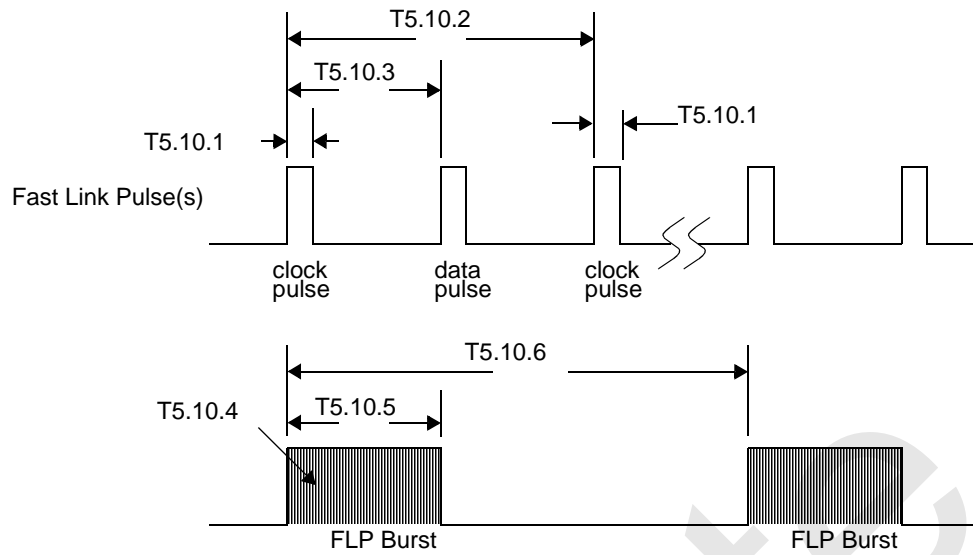 T5.10.2
T5.10.3
T5.10.1
T5.10.1
Fast Link Pulse(s)
clock
pulse
data
pulse
clock
pulse
T5.10.6
T5.10.4
T5.10.5
FLP Burst
FLP Burst